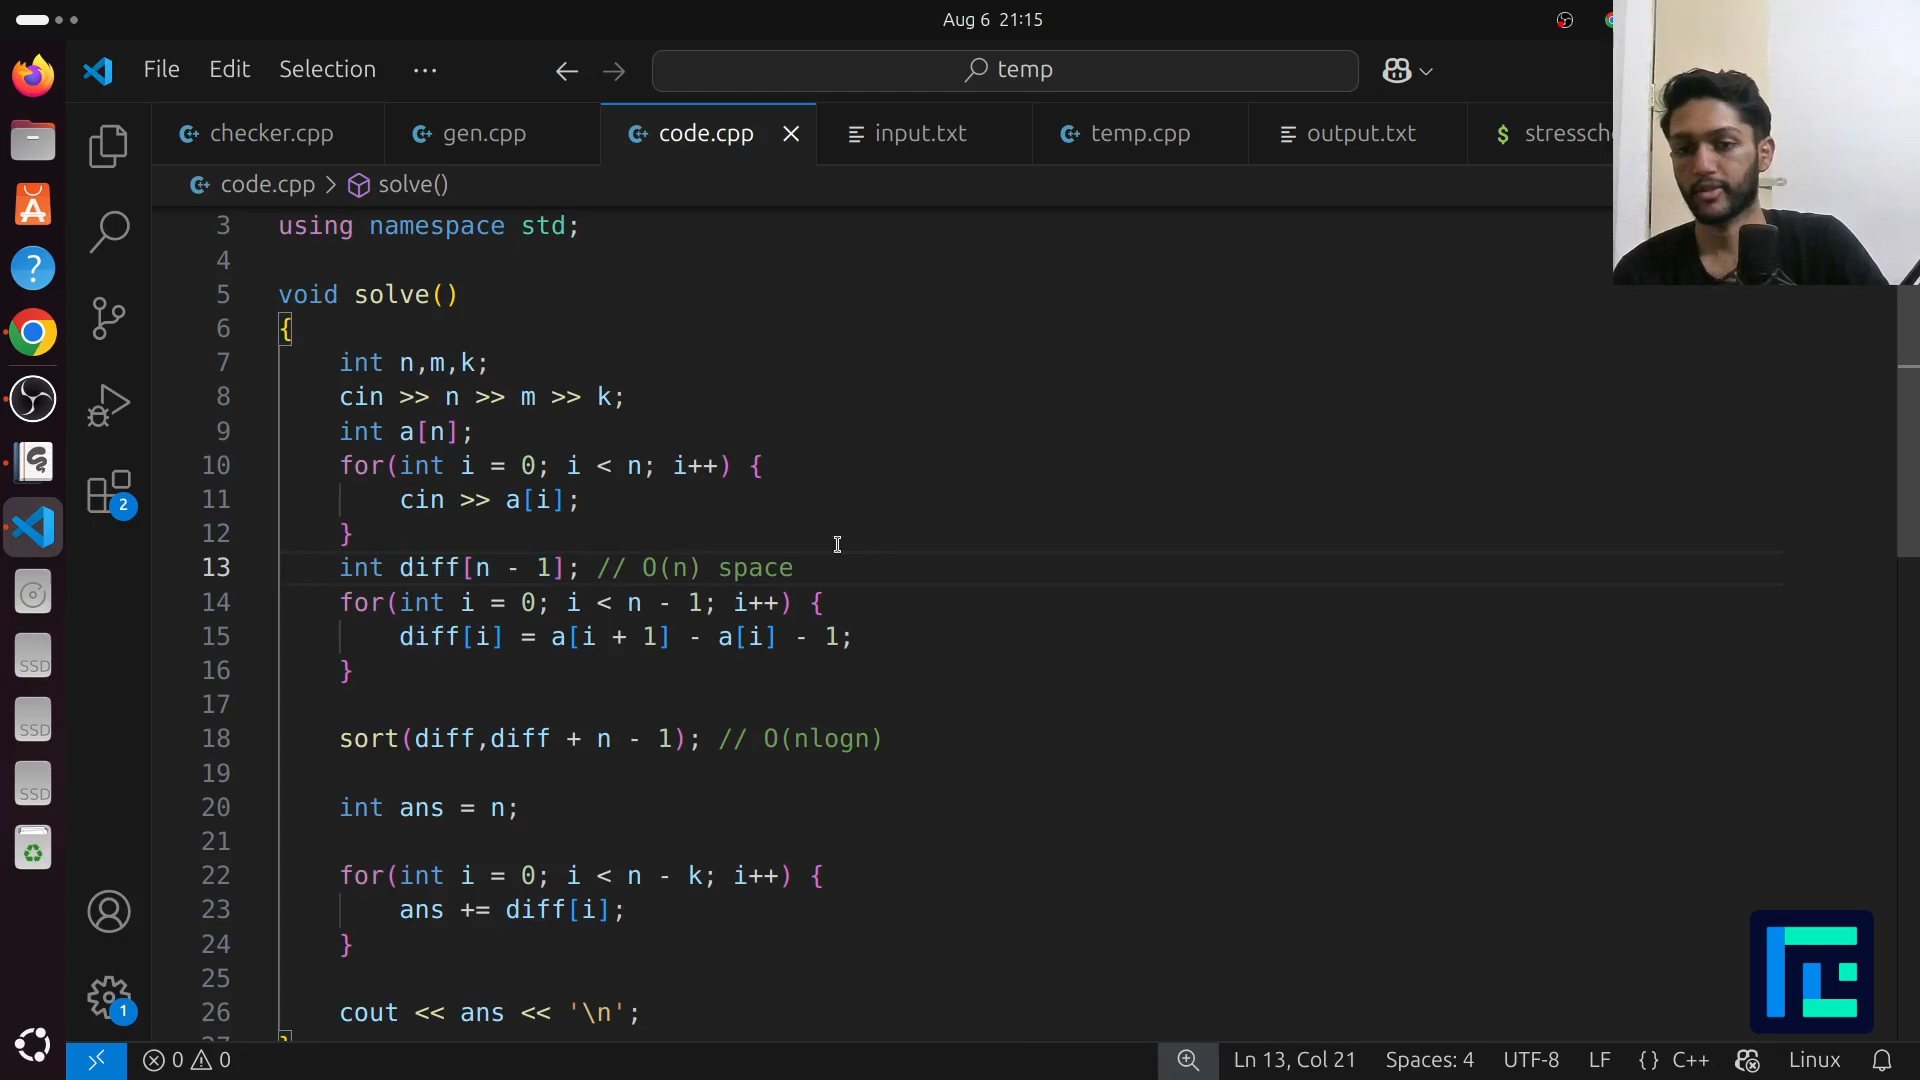 Aug 6 21:15
File Edit Selection ··· temp
checker.cpp gen.cpp code.cpp input.txt temp.cpp output.txt $ stressch
code.cpp > solve()
3 using namespace std;
4
5 void solve()
6 {
7 int n,m,k;
8 cin >> n >> m >> k;
9 int a[n];
10 for(int i = 0; i < n; i++) {
11 cin >> a[i];
12 }
13 int diff[n - 1]; // O(n) space
14 for(int i = 0; i < n - 1; i++) {
15 diff[i] = a[i + 1] - a[i] - 1;
16 }
17
18 sort(diff,diff + n - 1); // O(nlogn)
19
20 int ans = n;
21
22 for(int i = 0; i < n - k; i++) {
23 ans += diff[i];
24 }
25
26 cout << ans << '\n';
2
SSD
SSD
SSD
1
0 0 Ln 13, Col 21 Spaces: 4 UTF-8 LF {} C++ Linux